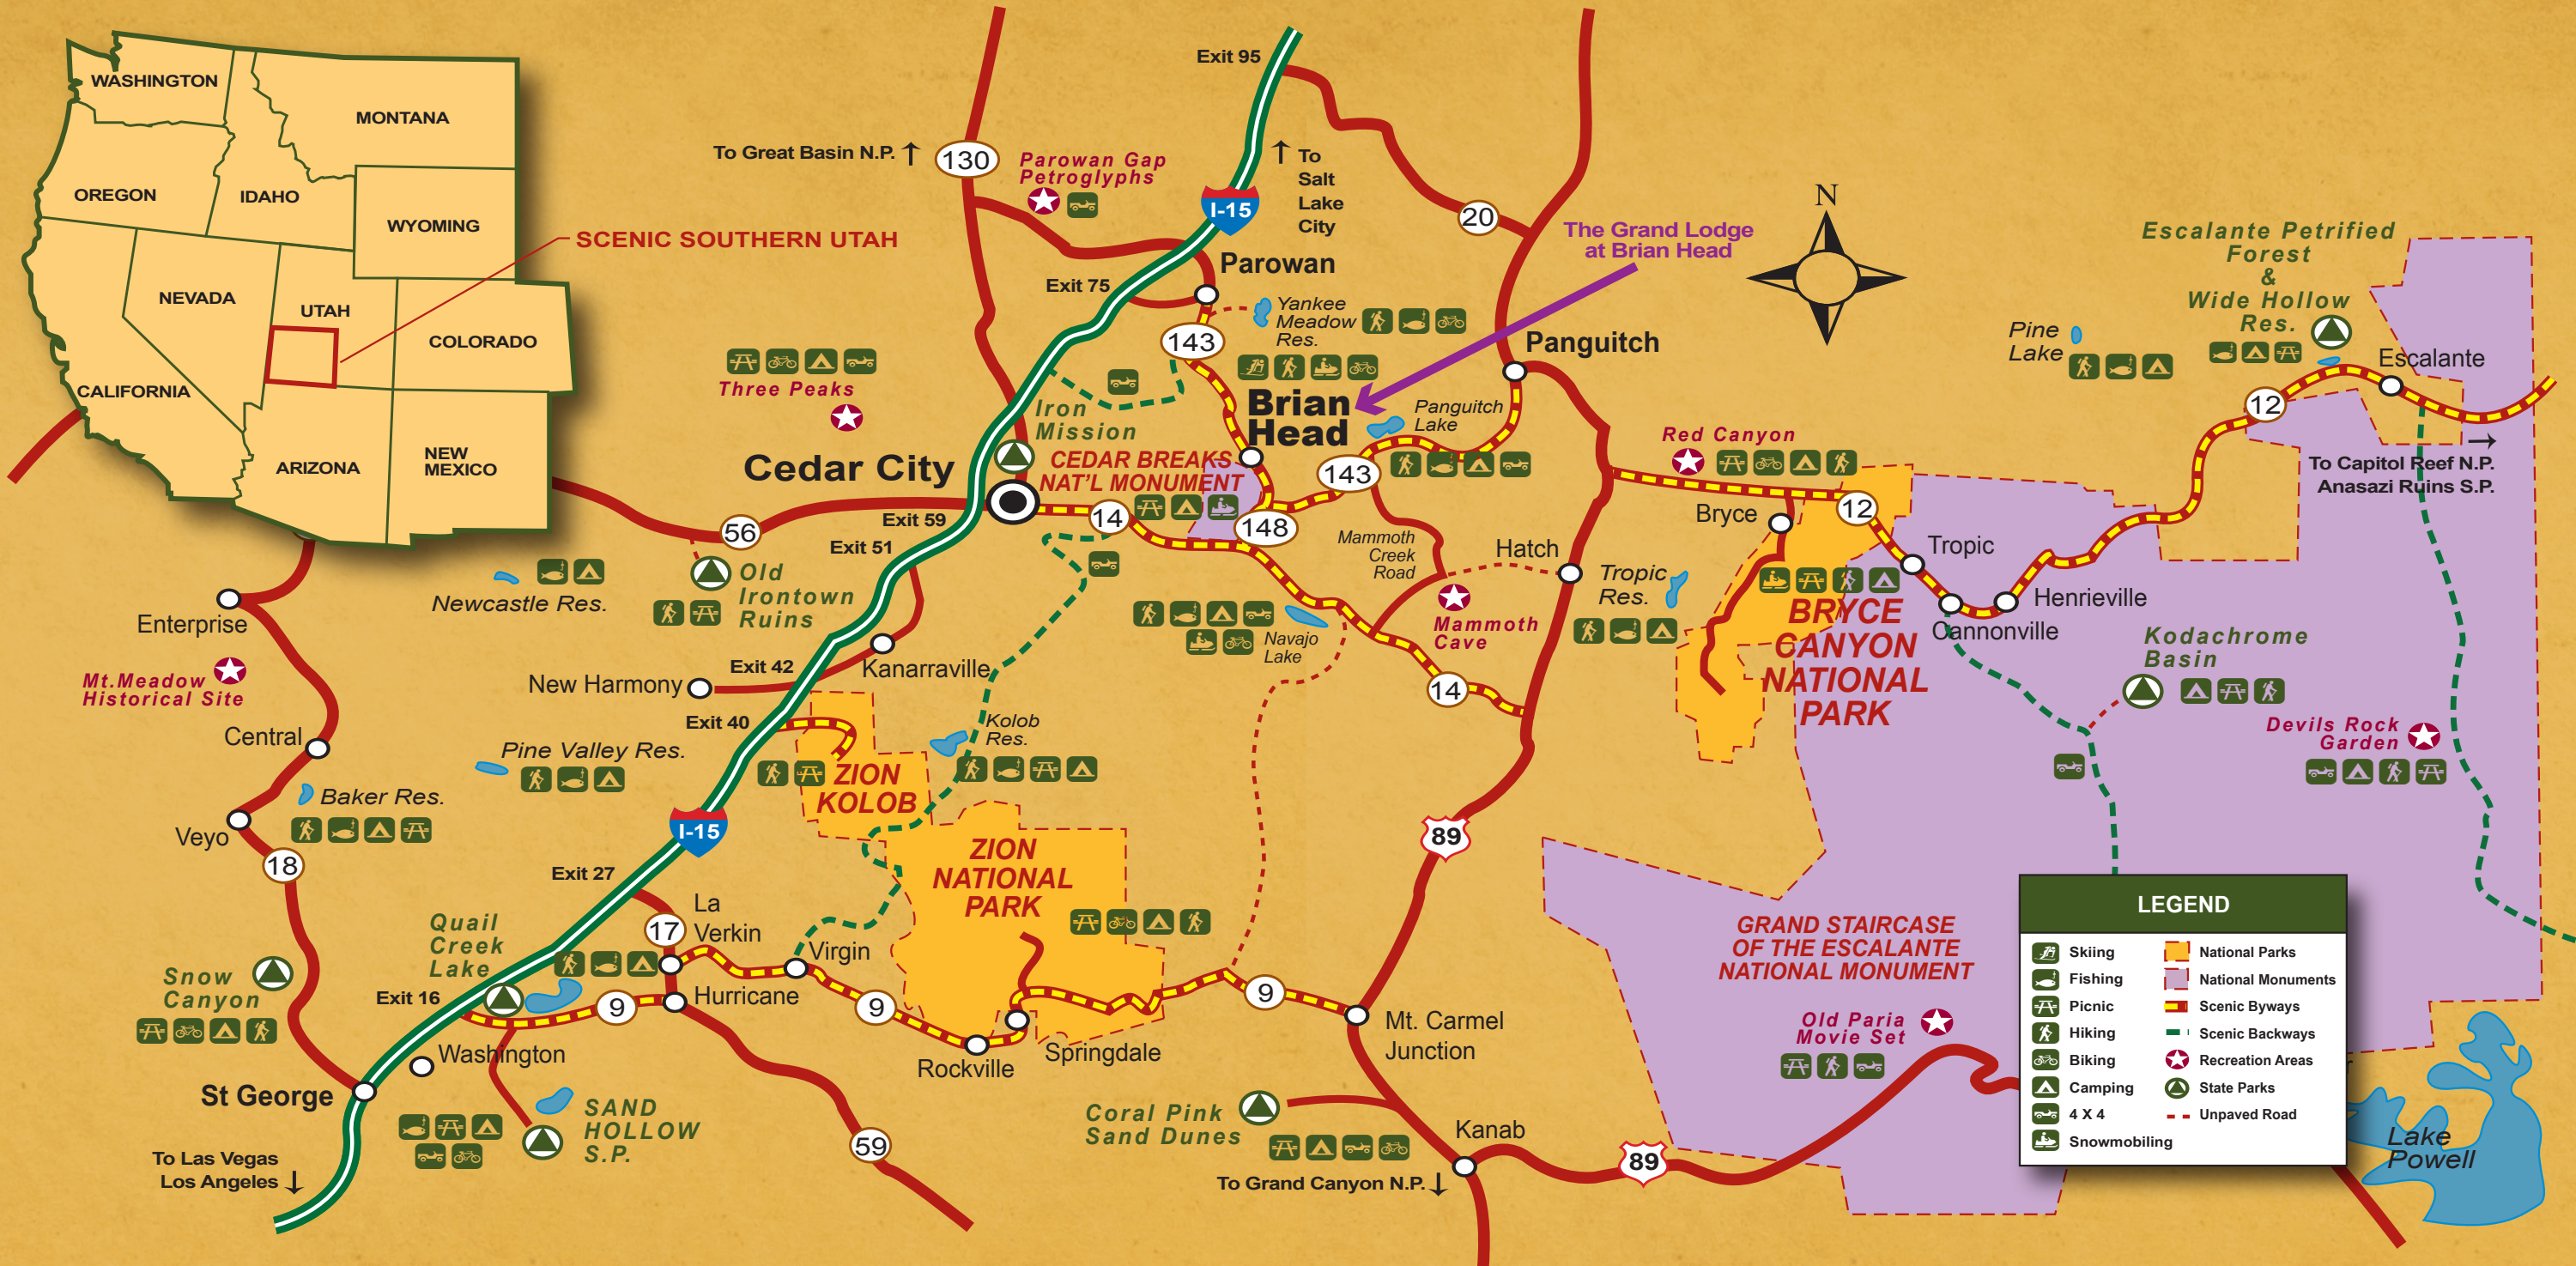 WASHINGTON
MONTANA
OREGON
IDAHO
WYOMING
NEVADA
UTAH
COLORADO
CALIFORNIA
ARIZONA
NEW
MEXICO
SCENIC SOUTHERN UTAH
Exit 95
To Great Basin N.P.
130
Parowan Gap
Petroglyphs
I-15
To
Salt
Lake
City
20
The Grand Lodge
at Brian Head
N
Parowan
Exit 75
Yankee
Meadow
Res.
143
Panguitch
Three Peaks
Brian
Head
Iron
Mission
Panguitch
Lake
Cedar City
CEDAR BREAKS
NAT'L MONUMENT
143
Red Canyon
Escalante Petrified
Forest
&
Wide Hollow
Res.
Pine
Lake
Escalante
12
To Capitol Reef N.P.
Anasazi Ruins S.P.
56
Exit 59
14
148
Exit 51
Mammoth
Creek
Road
Hatch
Bryce
12
Tropic
Tropic
Res.
Newcastle Res.
Old
Irontown
Ruins
Enterprise
Mt.Meadow
Historical Site
Exit 42
Kanarraville
New Harmony
Navajo
Lake
Mammoth
Cave
BRYCE
CANYON
NATIONAL
PARK
Henrieville
Cannonville
Kodachrome
Basin
Devils Rock
Garden
14
Central
Exit 40
Pine Valley Res.
Kolob
Res.
ZION
KOLOB
Baker Res.
Veyo
18
I-15
89
Exit 27
ZION
NATIONAL
PARK
La
Verkin
17
Virgin
Quail
Creek
Lake
Snow
Canyon
Exit 16
9
Hurricane
9
9
Washington
Rockville
Springdale
Mt. Carmel
Junction
St George
SAND
HOLLOW
S.P.
59
To Las Vegas
Los Angeles
Coral Pink
Sand Dunes
Kanab
To Grand Canyon N.P.
89
GRAND STAIRCASE
OF THE ESCALANTE
NATIONAL MONUMENT
Old Paria
Movie Set
LEGEND
Skiing
Fishing
Picnic
Hiking
Biking
Camping
4 X 4
Snowmobiling
National Parks
National Monuments
Scenic Byways
Scenic Backways
Recreation Areas
State Parks
Unpaved Road
Lake
Powell